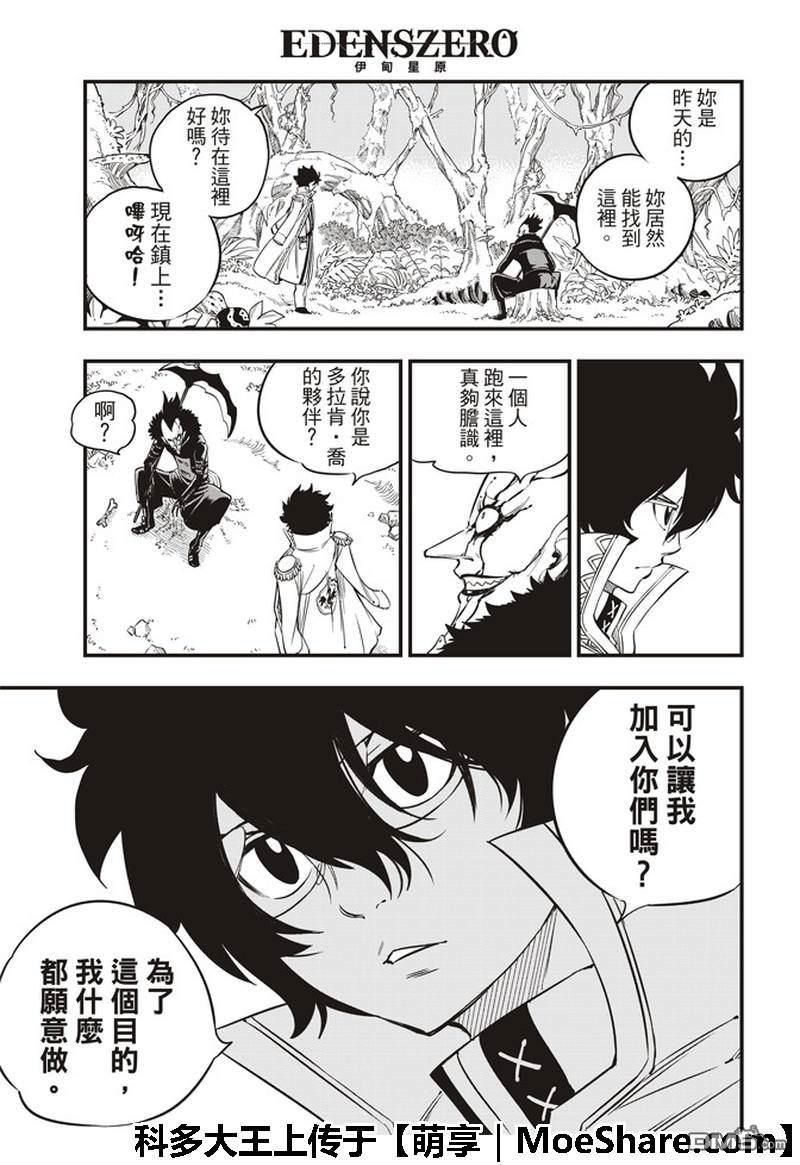 EDENSZERO
伊甸星原
妳是
昨天的…
妳居然
能找到
這裡。
妳待在這裡
好嗎？
現在鎮上…
嗶呀哈！
一個人
跑來這裡，
真夠膽識。
你說你是
多拉肯·喬
的夥伴？
啊？
可以讓我
加入你們嗎？
為了
這個目的，
我什麼
都願意做。
科多大王上传于【萌享｜MoeShare.com】